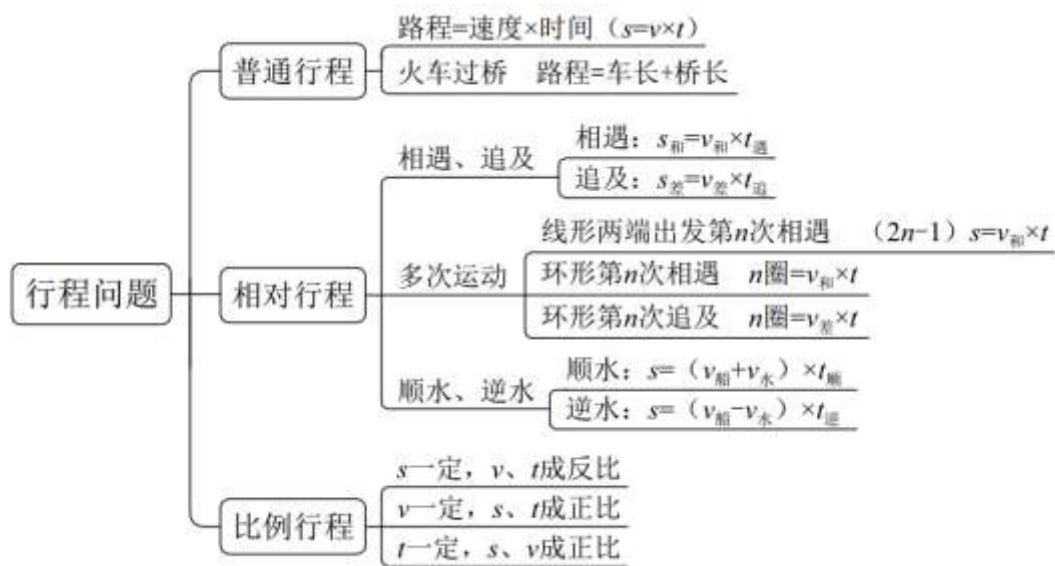 行程问题
普通行程
路程=速度×时间（s=v×t）
火车过桥 路程=车长+桥长
相对行程
相遇、追及
相遇：s和=v和×t遇
追及：s差=v差×t追
多次运动
线形两端出发第n次相遇 （2n-1）s=v和×t
环形第n次相遇 n圈=v和×t
环形第n次追及 n圈=v差×t
顺水、逆水
顺水：s=（v船+v水）×t顺
逆水：s=（v船-v水）×t逆
比例行程
s一定，v、t成反比
v一定，s、t成正比
t一定，s、v成正比